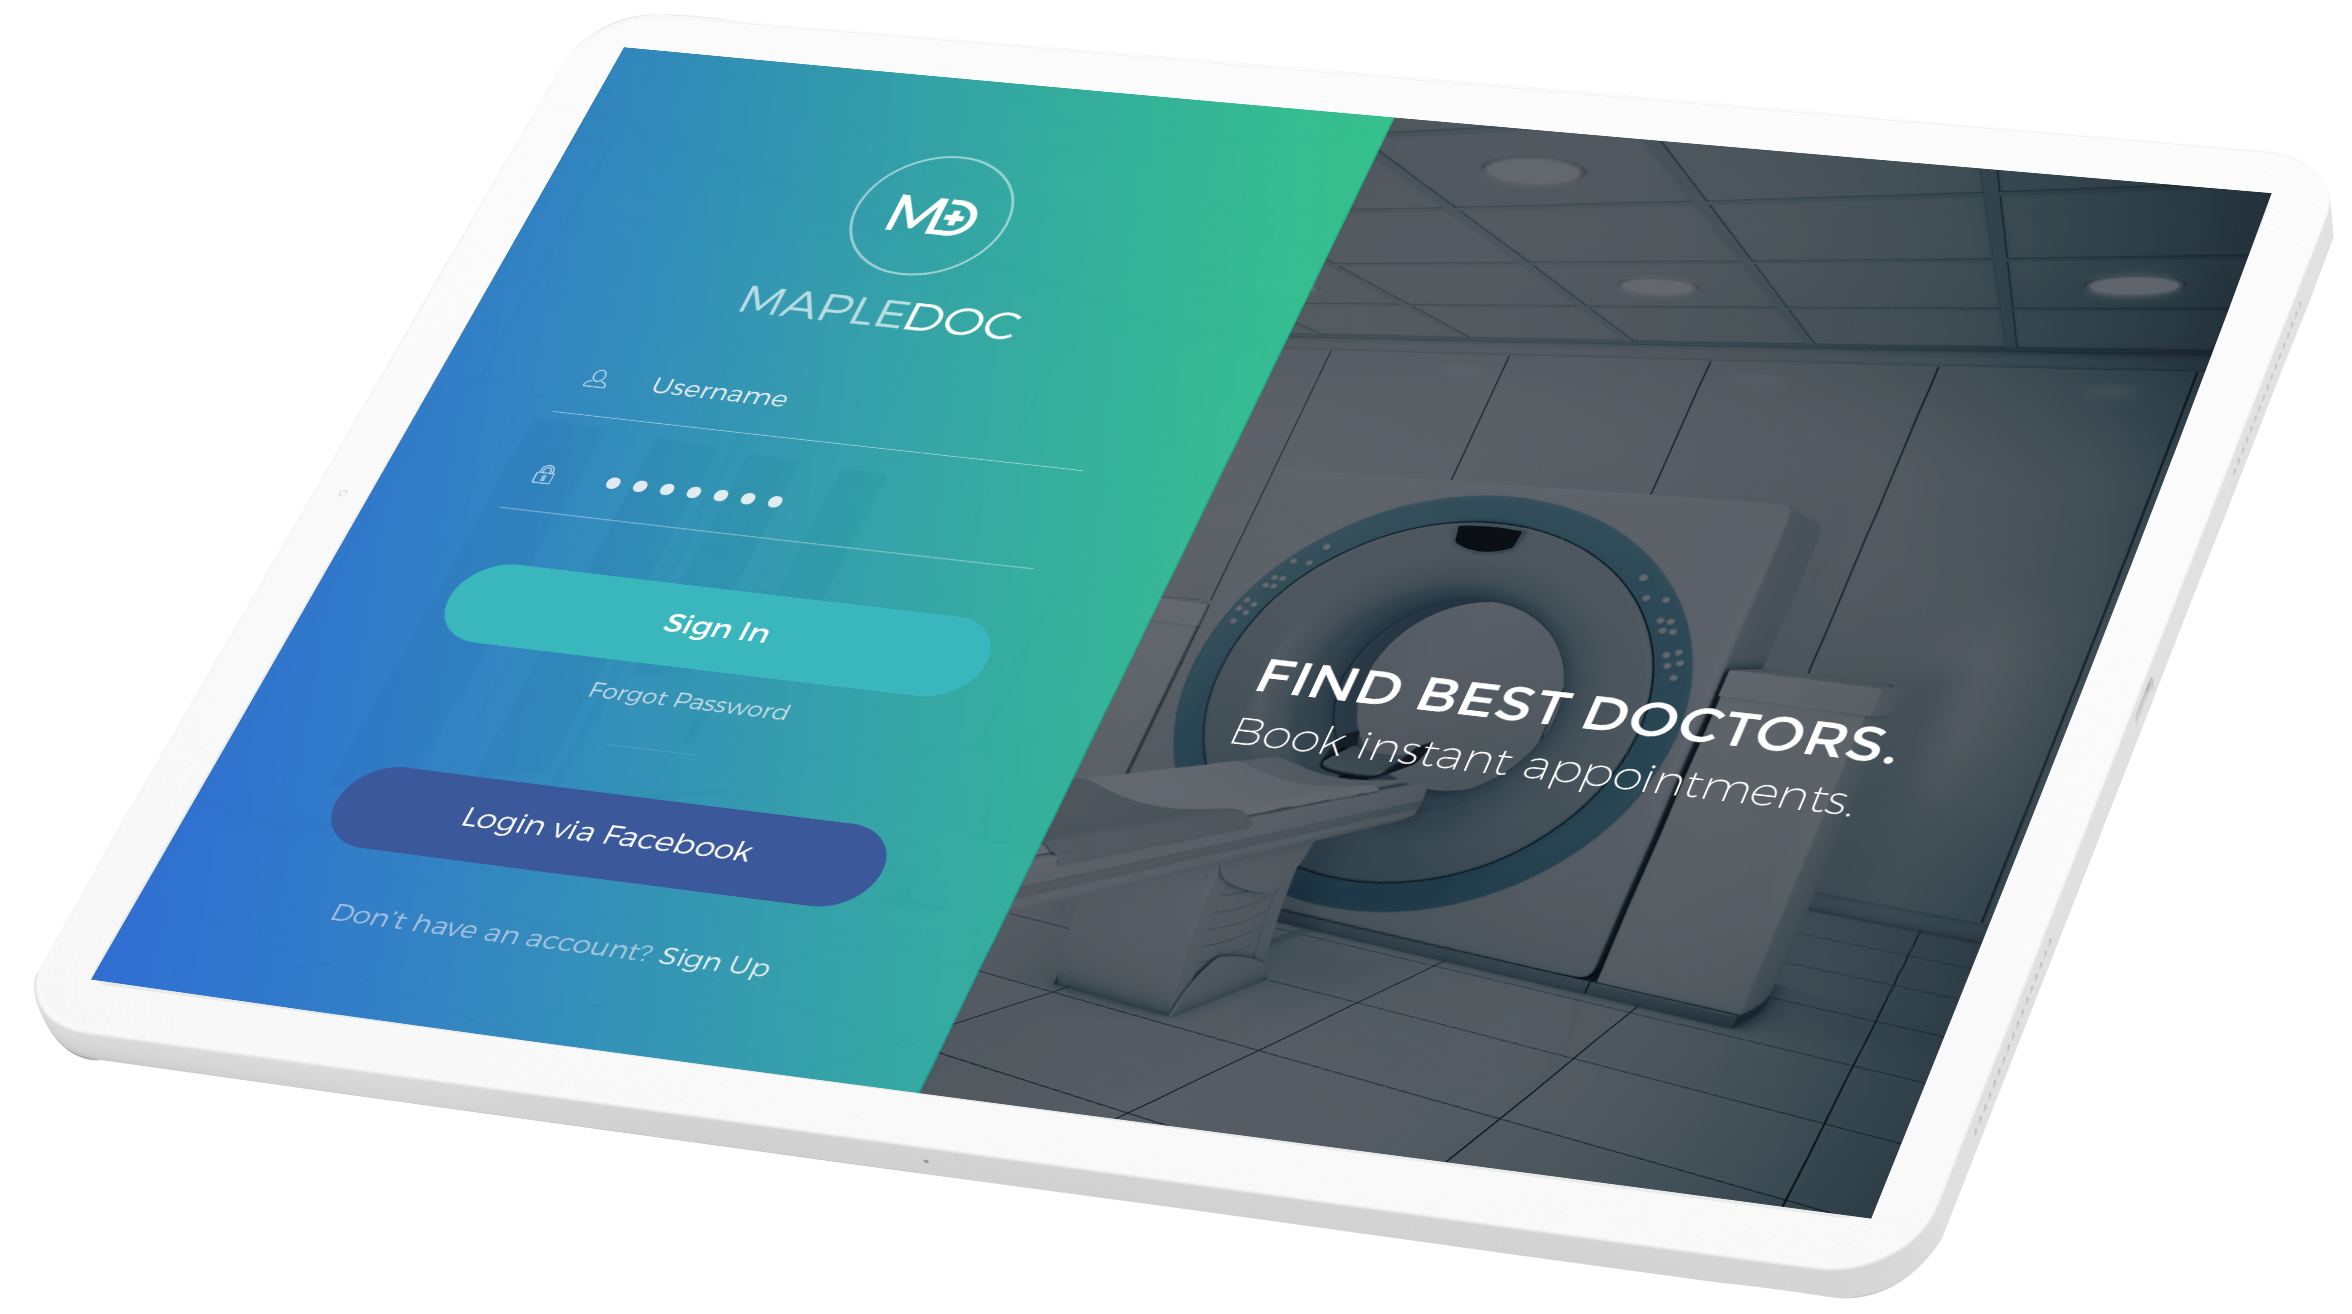 MD
MAPLEDOC
Username
Sign In
Forgot Password
Login via Facebook
Don't have an account? Sign Up
FIND BEST DOCTORS.
Book instant appointments.